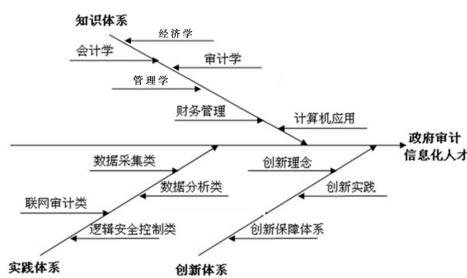 知识体系
经济学
会计学
审计学
管理学
财务管理
计算机应用
政府审计
信息化人才
数据采集类
创新理念
数据分析类
创新实践
联网审计类
逻辑安全控制类
创新保障体系
实践体系
创新体系